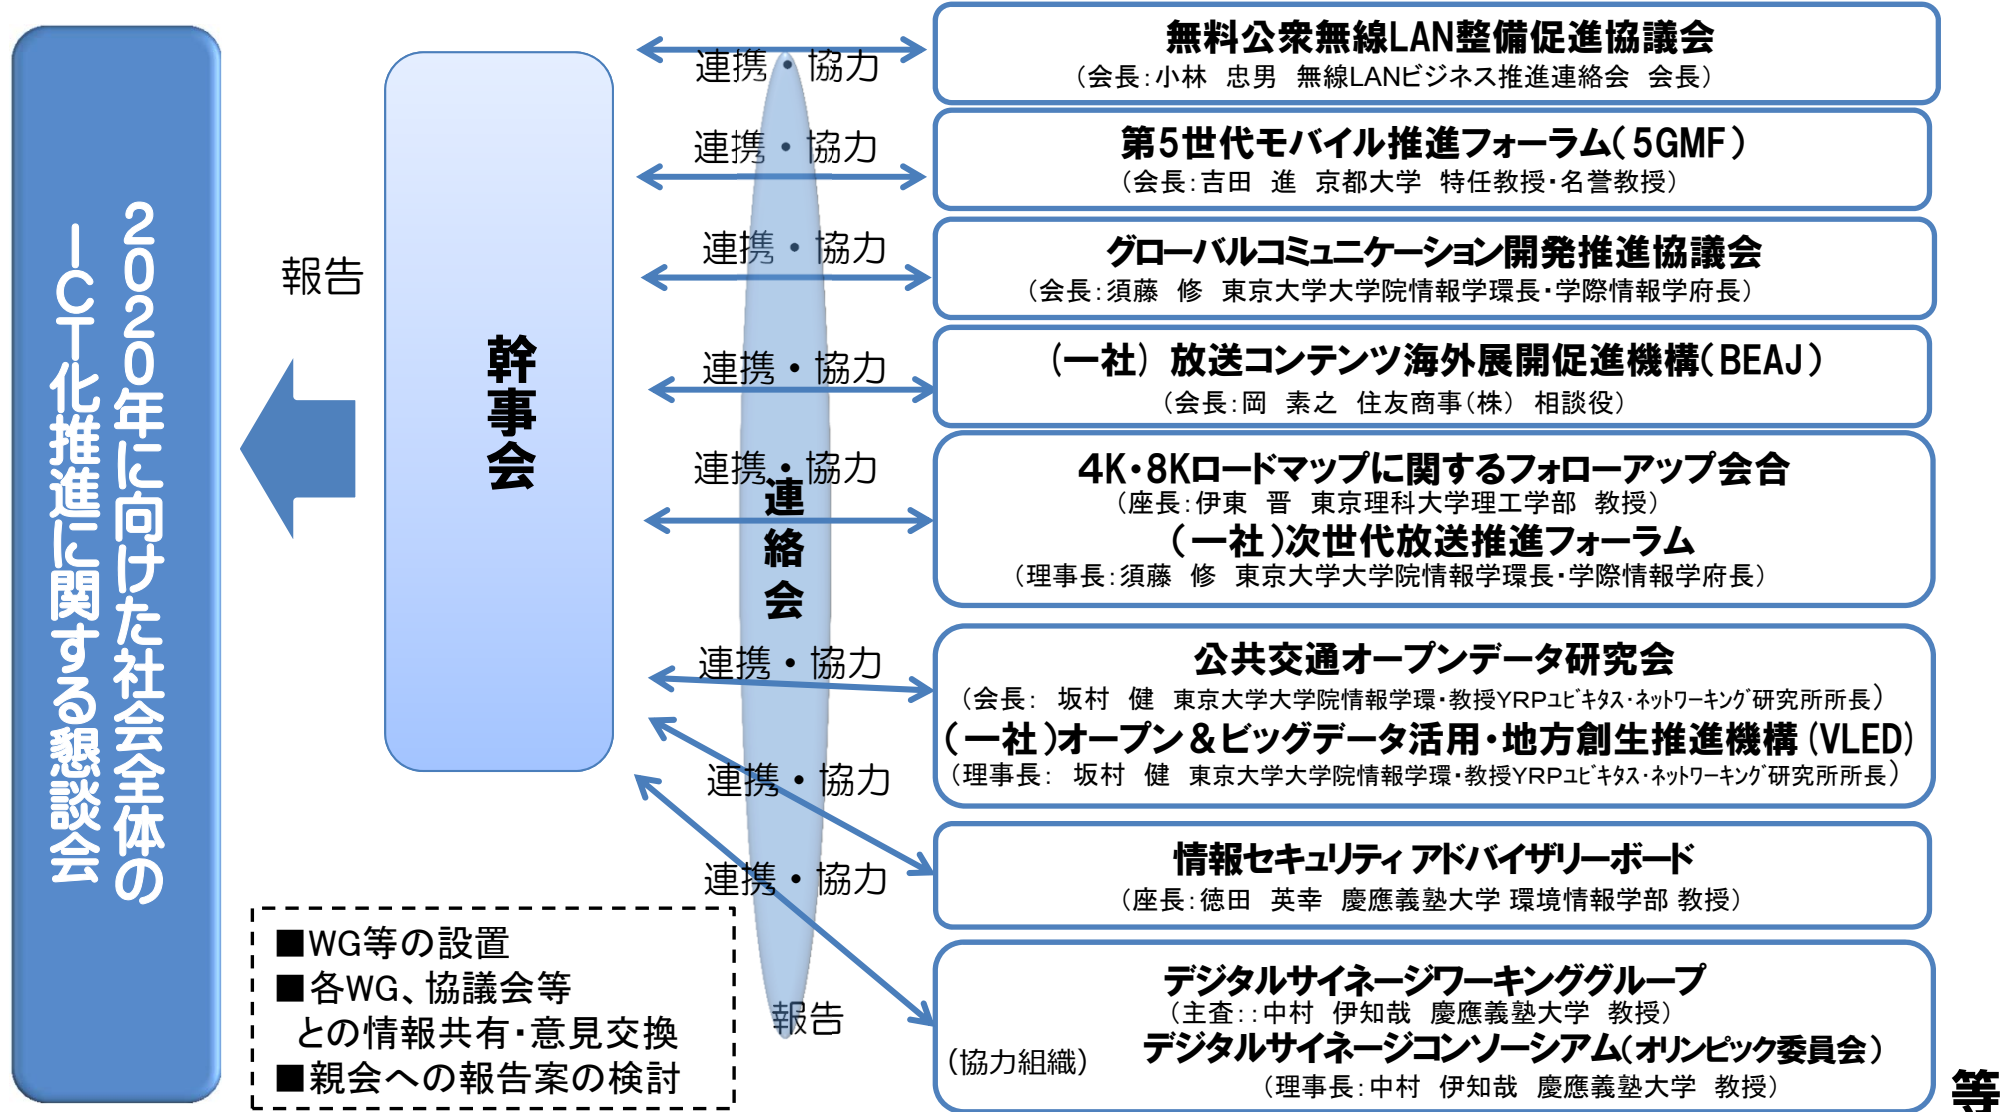 2020年に向けた社会全体の
ICT化推進に関する懇談会
報告
幹事会
■WG等の設置
■各WG、協議会等
との情報共有・意見交換
■親会への報告案の検討
連絡会
連携・協力
連携・協力
連携・協力
連携・協力
連携・協力
連携・協力
連携・協力
連携・協力
報告
無料公衆無線LAN整備促進協議会
（会長：小林　忠男　無線LANビジネス推進連絡会　会長）
第5世代モバイル推進フォーラム（5GMF）
（会長：吉田　進　京都大学　特任教授・名誉教授）
グローバルコミュニケーション開発推進協議会
（会長：須藤　修　東京大学大学院情報学環長・学際情報学府長）
（一社）放送コンテンツ海外展開促進機構（BEAJ）
（会長：岡　素之　住友商事（株）　相談役）
4K・8Kロードマップに関するフォローアップ会合
（座長：伊東　晋　東京理科大学理工学部　教授）
（一社）次世代放送推進フォーラム
（理事長：須藤　修　東京大学大学院情報学環長・学際情報学府長）
公共交通オープンデータ研究会
（会長：　坂村　健　東京大学大学院情報学環・教授YRPﾕﾋﾞｷﾀｽ・ﾈｯﾄﾜｰｷﾝｸﾞ研究所所長）
（一社）オープン＆ビッグデータ活用・地方創生推進機構（VLED）
（理事長：　坂村　健　東京大学大学院情報学環・教授YRPﾕﾋﾞｷﾀｽ・ﾈｯﾄﾜｰｷﾝｸﾞ研究所所長）
情報セキュリティ アドバイザリーボード
（座長：徳田　英幸　慶應義塾大学 環境情報学部 教授）
デジタルサイネージワーキンググループ
（主査：：中村　伊知哉　慶應義塾大学　教授）
（協力組織）　デジタルサイネージコンソーシアム（オリンピック委員会）
（理事長：中村　伊知哉　慶應義塾大学　教授）
等